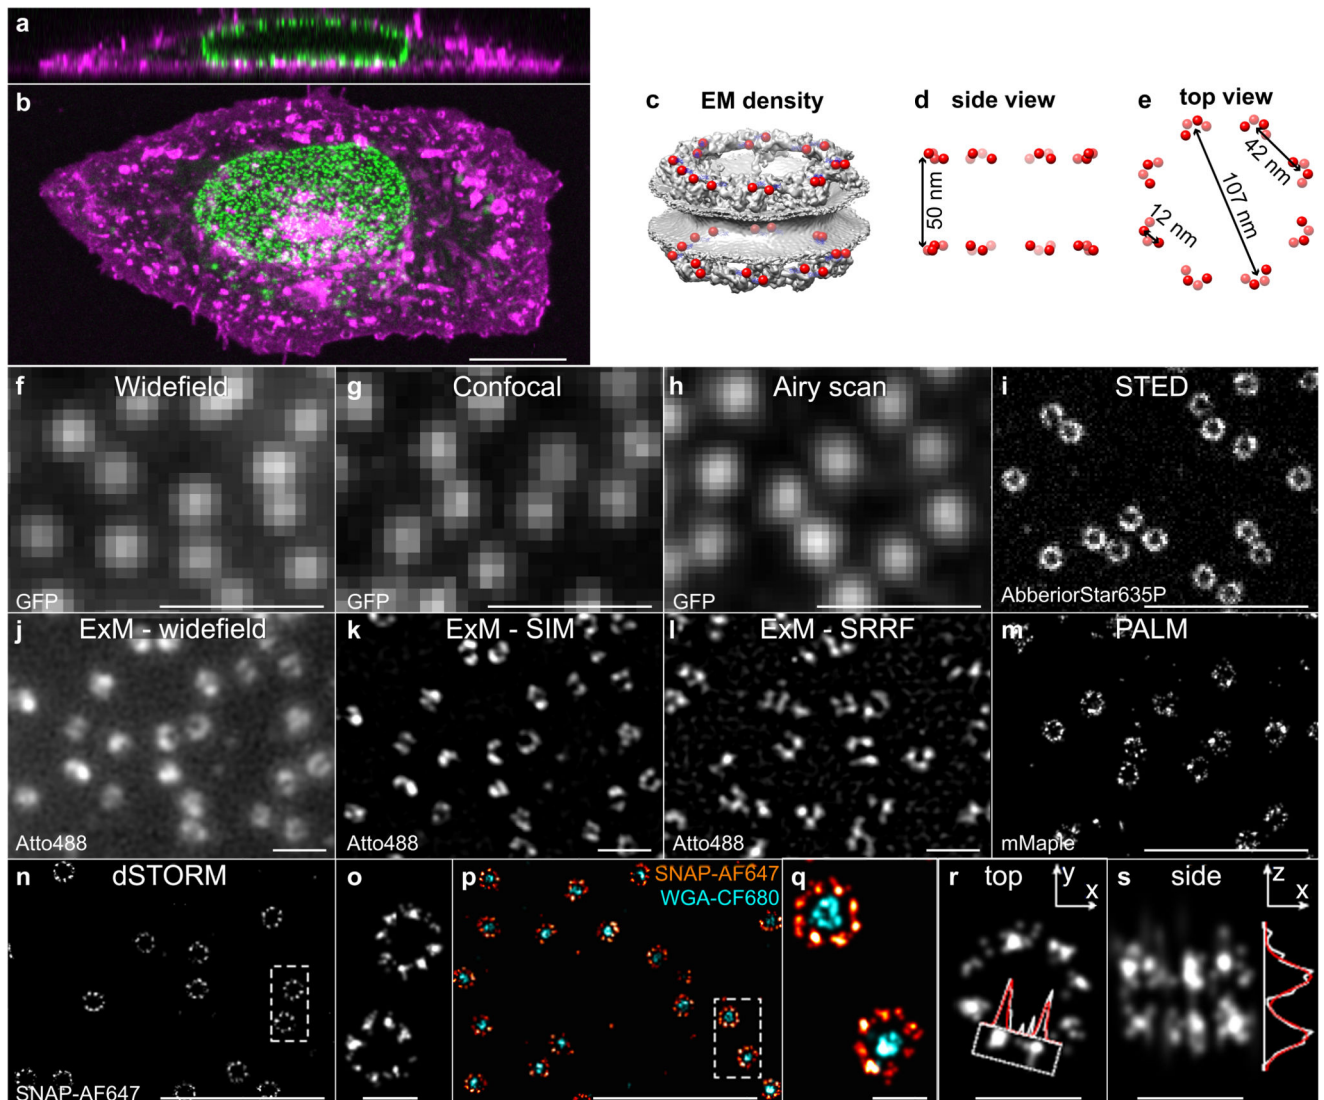 a
b
c EM density
d side view
e top view
50 nm
42 nm
107 nm
12 nm
f Widefield
GFP
g Confocal
GFP
h Airy scan
GFP
i STED
AbberiorStar635P
j ExM - widefield
Atto488
k ExM - SIM
Atto488
l ExM - SRRF
Atto488
m PALM
mMaple
n dSTORM
SNAP-AF647
o
p SNAP-AF647
WGA-CF680
q
r top y
x
s side z
x